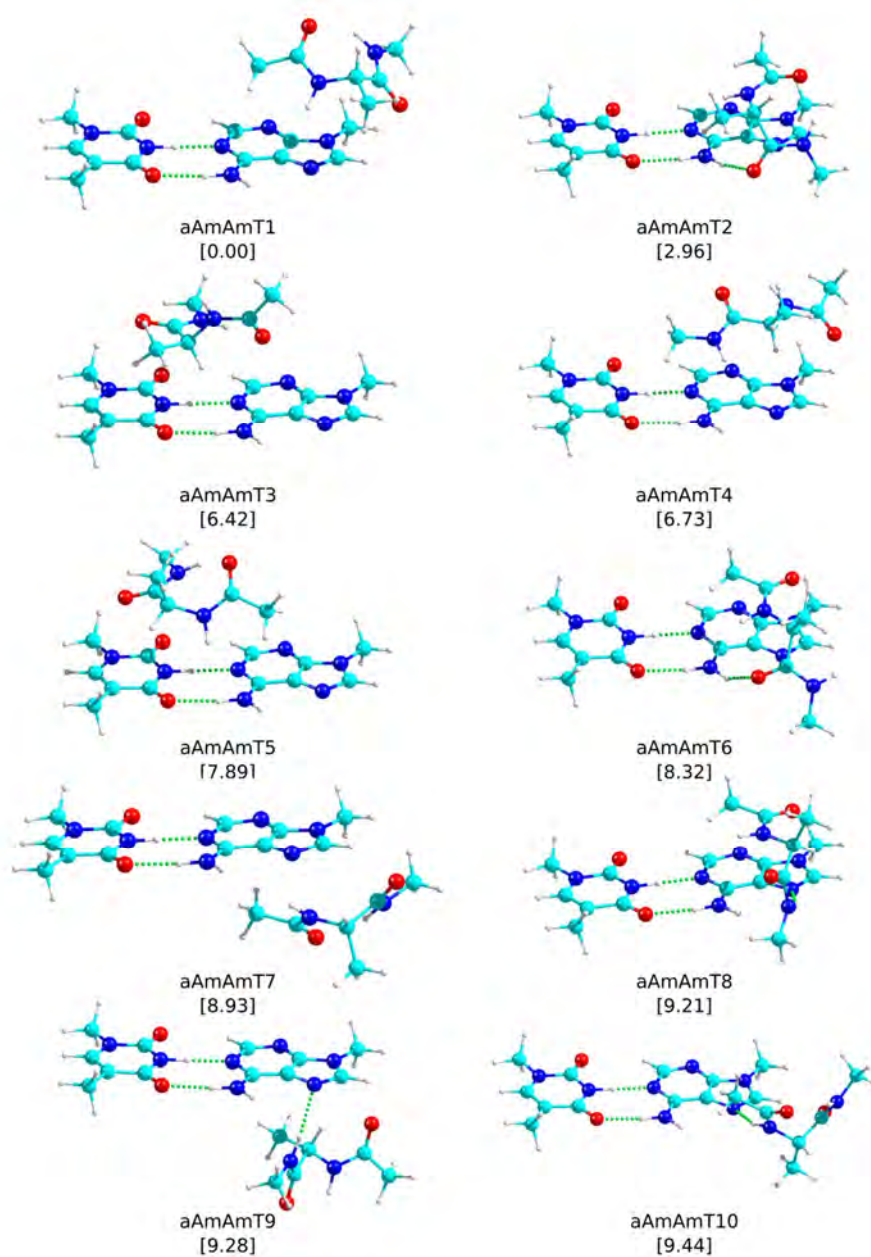 aAmAmT1
[0.00]
aAmAmT2
[2.96]
aAmAmT3
[6.42]
aAmAmT4
[6.73]
aAmAmT5
[7.89]
aAmAmT6
[8.32]
aAmAmT7
[8.93]
aAmAmT8
[9.21]
aAmAmT9
[9.28]
aAmAmT10
[9.44]